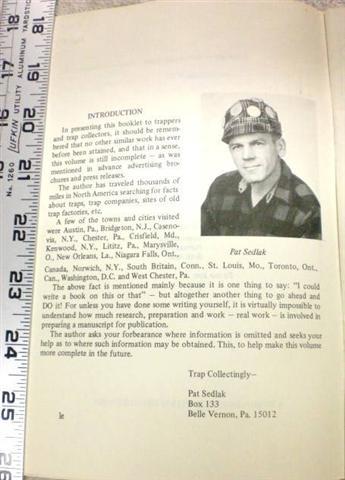 INTRODUCTION
In presenting this booklet to trappers
and trap collectors, it should be remem-
bered that no other similar work has ever
before been attained, and that in a sense,
this volume is still incomplete — as was
mentioned in advance advertising bro-
chures and press releases.
The author has traveled thousands of
miles in North America searching for facts
about traps, trap companies, sites of old
trap factories, etc.
A few of the towns and cities visited
were Austin, Pa., Bridgeton, N.J., Caseno-
via, N.Y., Chester, Pa., Crisfield, Md.,
Kenwood, N.Y., Lititz, Pa., Marysville,
O., New Orleans, La., Niagara Falls, Ont.,
Canada, Norwich, N.Y., South Britain, Conn., St. Louis, Mo., Toronto, Ont.,
Can., Washington, D.C. and West Chester, Pa.
The above fact is mentioned mainly because it is one thing to say: "I could
write a book on this or that" — but altogether another thing to go ahead and
DO it! For unless you have done some writing yourself, it is virtually impossible to
understand how much research, preparation and work — real work — is involved in
preparing a manuscript for publication.
The author asks your forbearance where information is omitted and seeks your
help as to where such information may be obtained. This, to help make this volume
more complete in the future.
Pat Sedlak
Trap Collectingly—
Pat Sedlak
Box 133
Belle Vernon, Pa. 15012
le
17 18 19 20 21 22 23 24 25 26
18
LUFKIN UTILITY ALUMINUM YARDSTICK
No. 1260